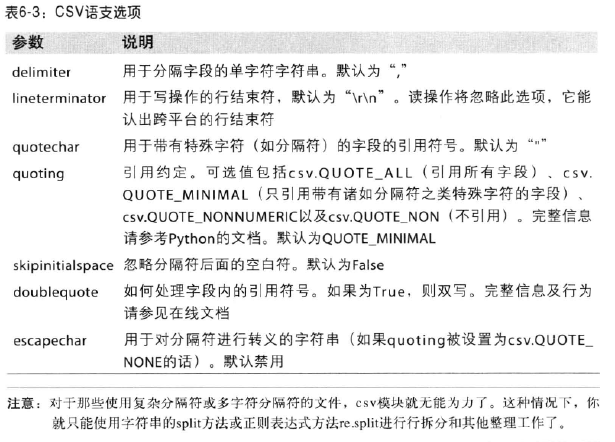 表6-3：CSV语支选项
参数 说明
delimiter 用于分隔字段的单字符字符串。默认为“,”
lineterminator 用于写操作的行结束符，默认为“\r\n”。读操作将忽略此选项，它能
认出跨平台的行结束符
quotechar 用于带有特殊字符（如分隔符）的字段的引用符号。默认为“"”
quoting 引用约定。可选值包括csv.QUOTE_ALL（引用所有字段）、csv.
QUOTE_MINIMAL（只引用带有诸如分隔符之类特殊字符的字段）、
csv.QUOTE_NONNUMERIC以及csv.QUOTE_NON（不引用）。完整信息
请参考Python的文档。默认为QUOTE_MINIMAL
skipinitialspace 忽略分隔符后面的空白符。默认为False
doublequote 如何处理字段内的引用符号。如果为True，则双写。完整信息及行为
请参见在线文档
escapechar 用于对分隔符进行转义的字符串（如果quoting被设置为csv.QUOTE_
NONE的话）。默认禁用
注意：对于那些使用复杂分隔符或多字符分隔符的文件，csv模块就无能为力了。这种情况下，你
就只能使用字符串的split方法或正则表达式方法re.split进行行拆分和其他整理工作了。